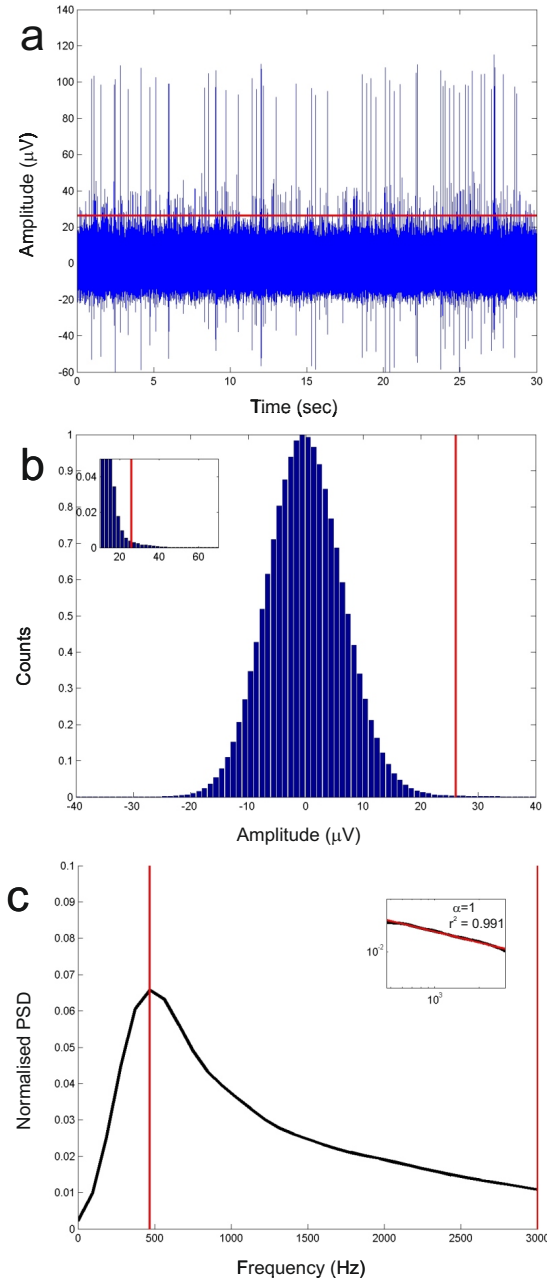 a
140
120
100
80
60
40
20
0
-20
-40
-60
Amplitude (μV)
0 5 10 15 20 25 30
Time (sec)
b
1
0.9
0.8
0.7
0.6
0.5
0.4
0.3
0.2
0.1
0
Counts
0.04
0.02
0
20 40 60
-40 -30 -20 -10 0 10 20 30 40
Amplitude (μV)
c
0.1
0.09
0.08
0.07
0.06
0.05
0.04
0.03
0.02
0.01
0
Normalised PSD
α=1
r² = 0.991
10⁻²
10³
0 500 1000 1500 2000 2500 3000
Frequency (Hz)